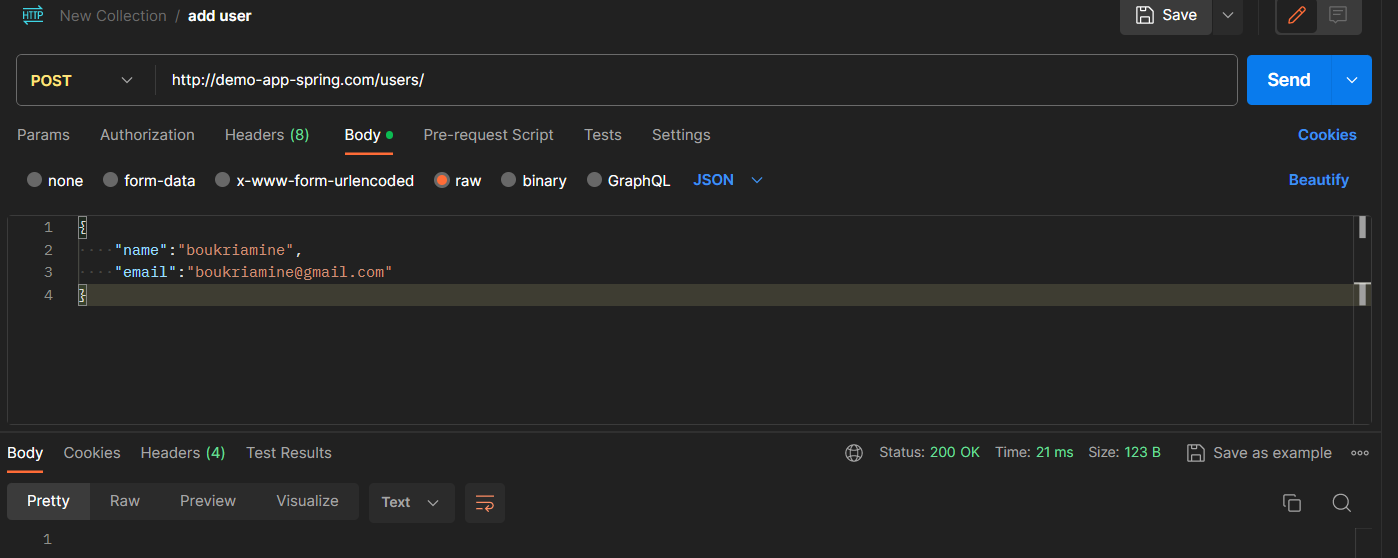 HTTP New Collection / add user Save
POST http://demo-app-spring.com/users/ Send
Params Authorization Headers (8) Body Pre-request Script Tests Settings Cookies
none form-data x-www-form-urlencoded raw binary GraphQL JSON Beautify
1 {
2 "name":"boukriamine",
3 "email":"boukriamine@gmail.com"
4 }
Body Cookies Headers (4) Test Results Status: 200 OK Time: 21 ms Size: 123 B Save as example
Pretty Raw Preview Visualize Text
1